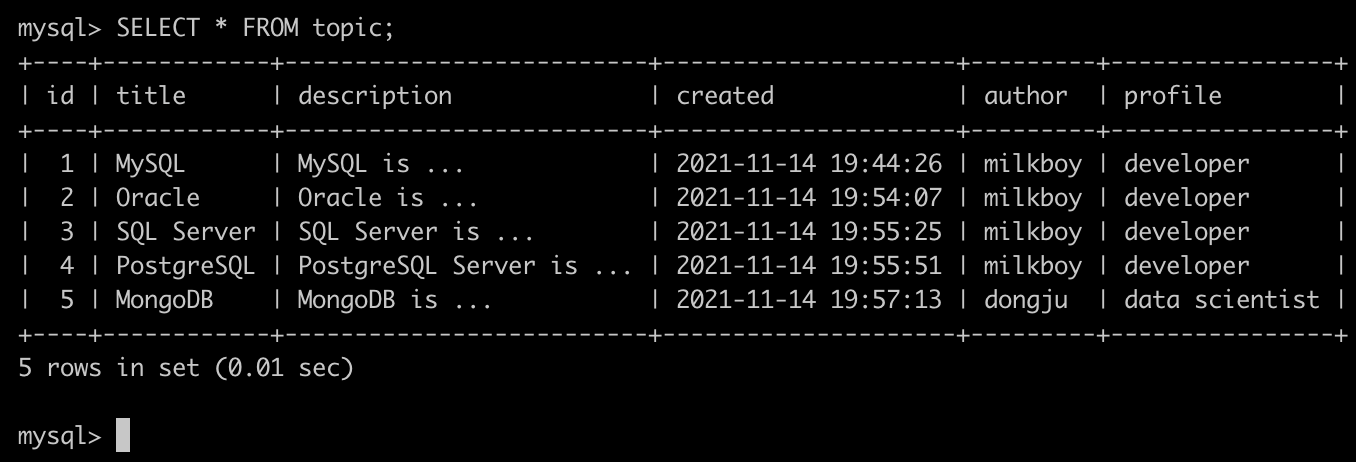 mysql> SELECT * FROM topic;
+----+------------+--------------------------+---------------------+---------+----------------+
| id | title      | description              | created             | author  | profile        |
+----+------------+--------------------------+---------------------+---------+----------------+
|  1 | MySQL      | MySQL is ...             | 2021-11-14 19:44:26 | milkboy | developer      |
|  2 | Oracle     | Oracle is ...            | 2021-11-14 19:54:07 | milkboy | developer      |
|  3 | SQL Server | SQL Server is ...        | 2021-11-14 19:55:25 | milkboy | developer      |
|  4 | PostgreSQL | PostgreSQL Server is ... | 2021-11-14 19:55:51 | milkboy | developer      |
|  5 | MongoDB    | MongoDB is ...           | 2021-11-14 19:57:13 | dongju  | data scientist |
+----+------------+--------------------------+---------------------+---------+----------------+
5 rows in set (0.01 sec)
mysql>